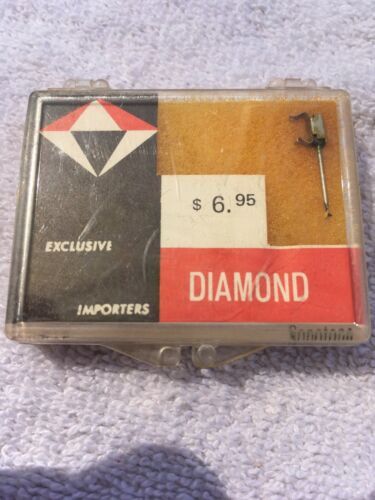 $ 6.95
EXCLUSIVE
DIAMOND
IMPORTERS